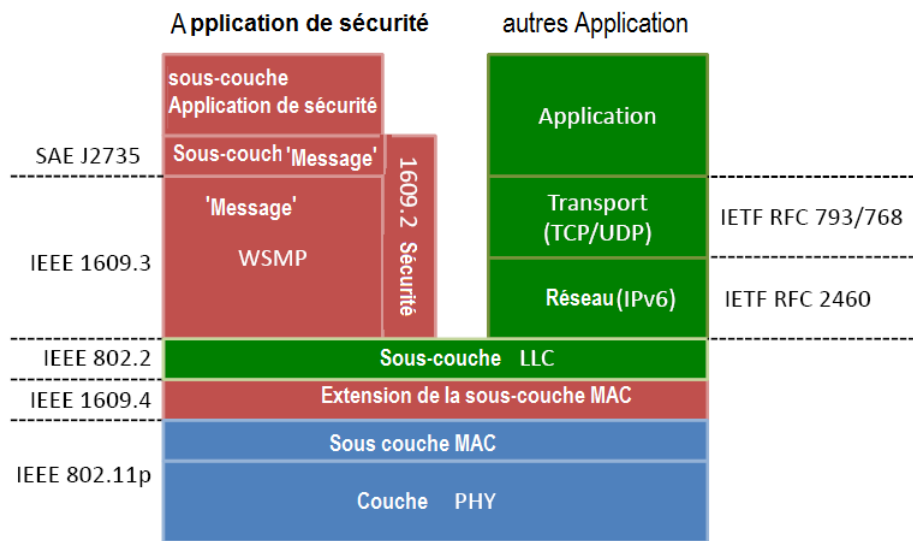 A pplication de sécurité
autres Application
sous-couche
Application de sécurité
Sous-couch 'Message'
'Message'
WSMP
1609.2 Sécurité
Application
Transport
(TCP/UDP)
Réseau (IPv6)
SAE J2735
IEEE 1609.3
IEEE 802.2
IEEE 1609.4
IEEE 802.11p
IETF RFC 793/768
IETF RFC 2460
Sous-couche LLC
Extension de la sous-couche MAC
Sous couche MAC
Couche PHY